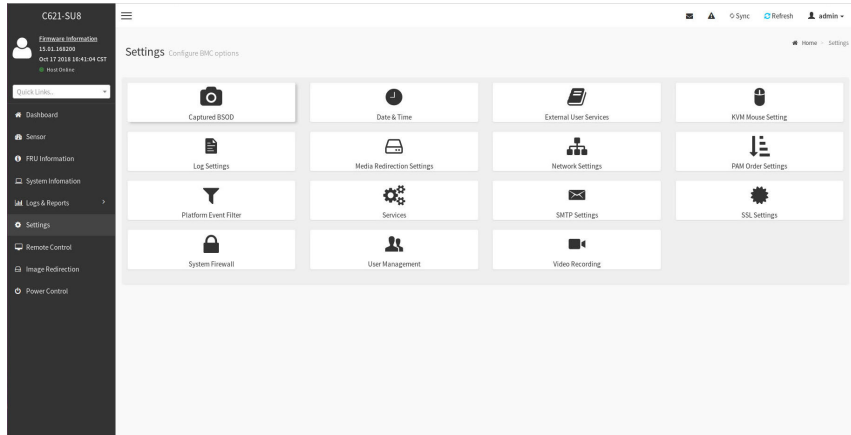 C621-SU8
Sync Refresh admin
Firmware Information
15.01.168200
Oct 17 2018 16:41:04 CST
Host Online
Settings Configure BMC options
Home > Settings
Quick Links...
Dashboard
Sensor
FRU Information
System Infomation
Logs & Reports
Settings
Remote Control
Image Redirection
Power Control
Captured BSOD
Date & Time
External User Services
KVM Mouse Setting
Log Settings
Media Redirection Settings
Network Settings
PAM Order Settings
Platform Event Filter
Services
SMTP Settings
SSL Settings
System Firewall
User Management
Video Recording